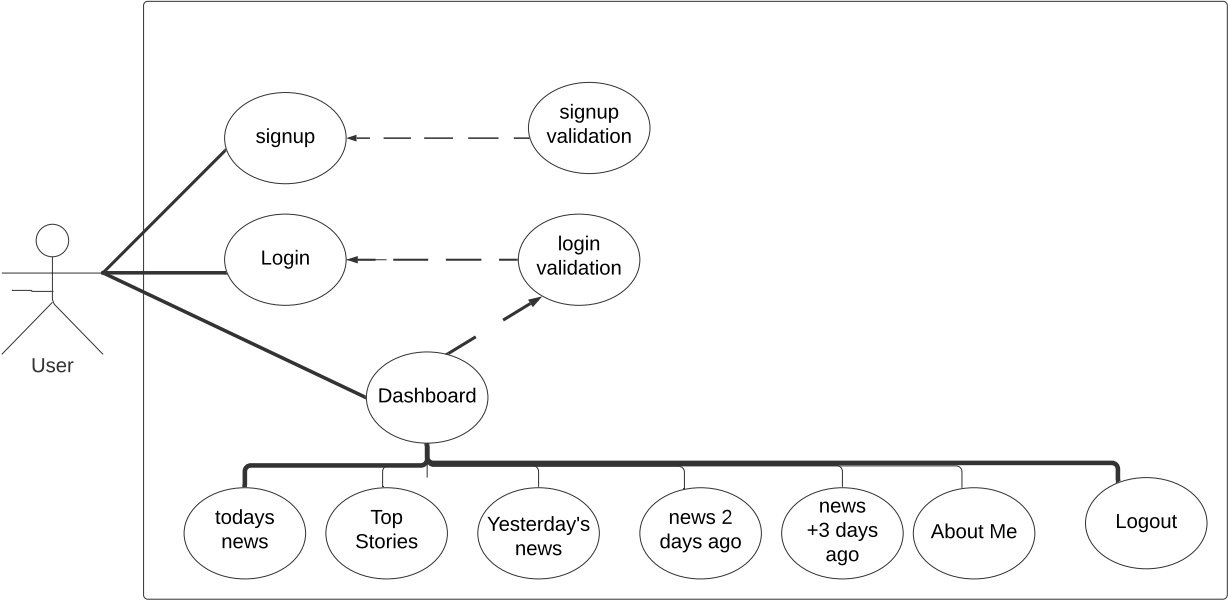 signup
signup
validation
Login
login
validation
User
Dashboard
todays
news
Top
Stories
Yesterday's
news
news 2
days ago
news
+3 days
ago
About Me
Logout